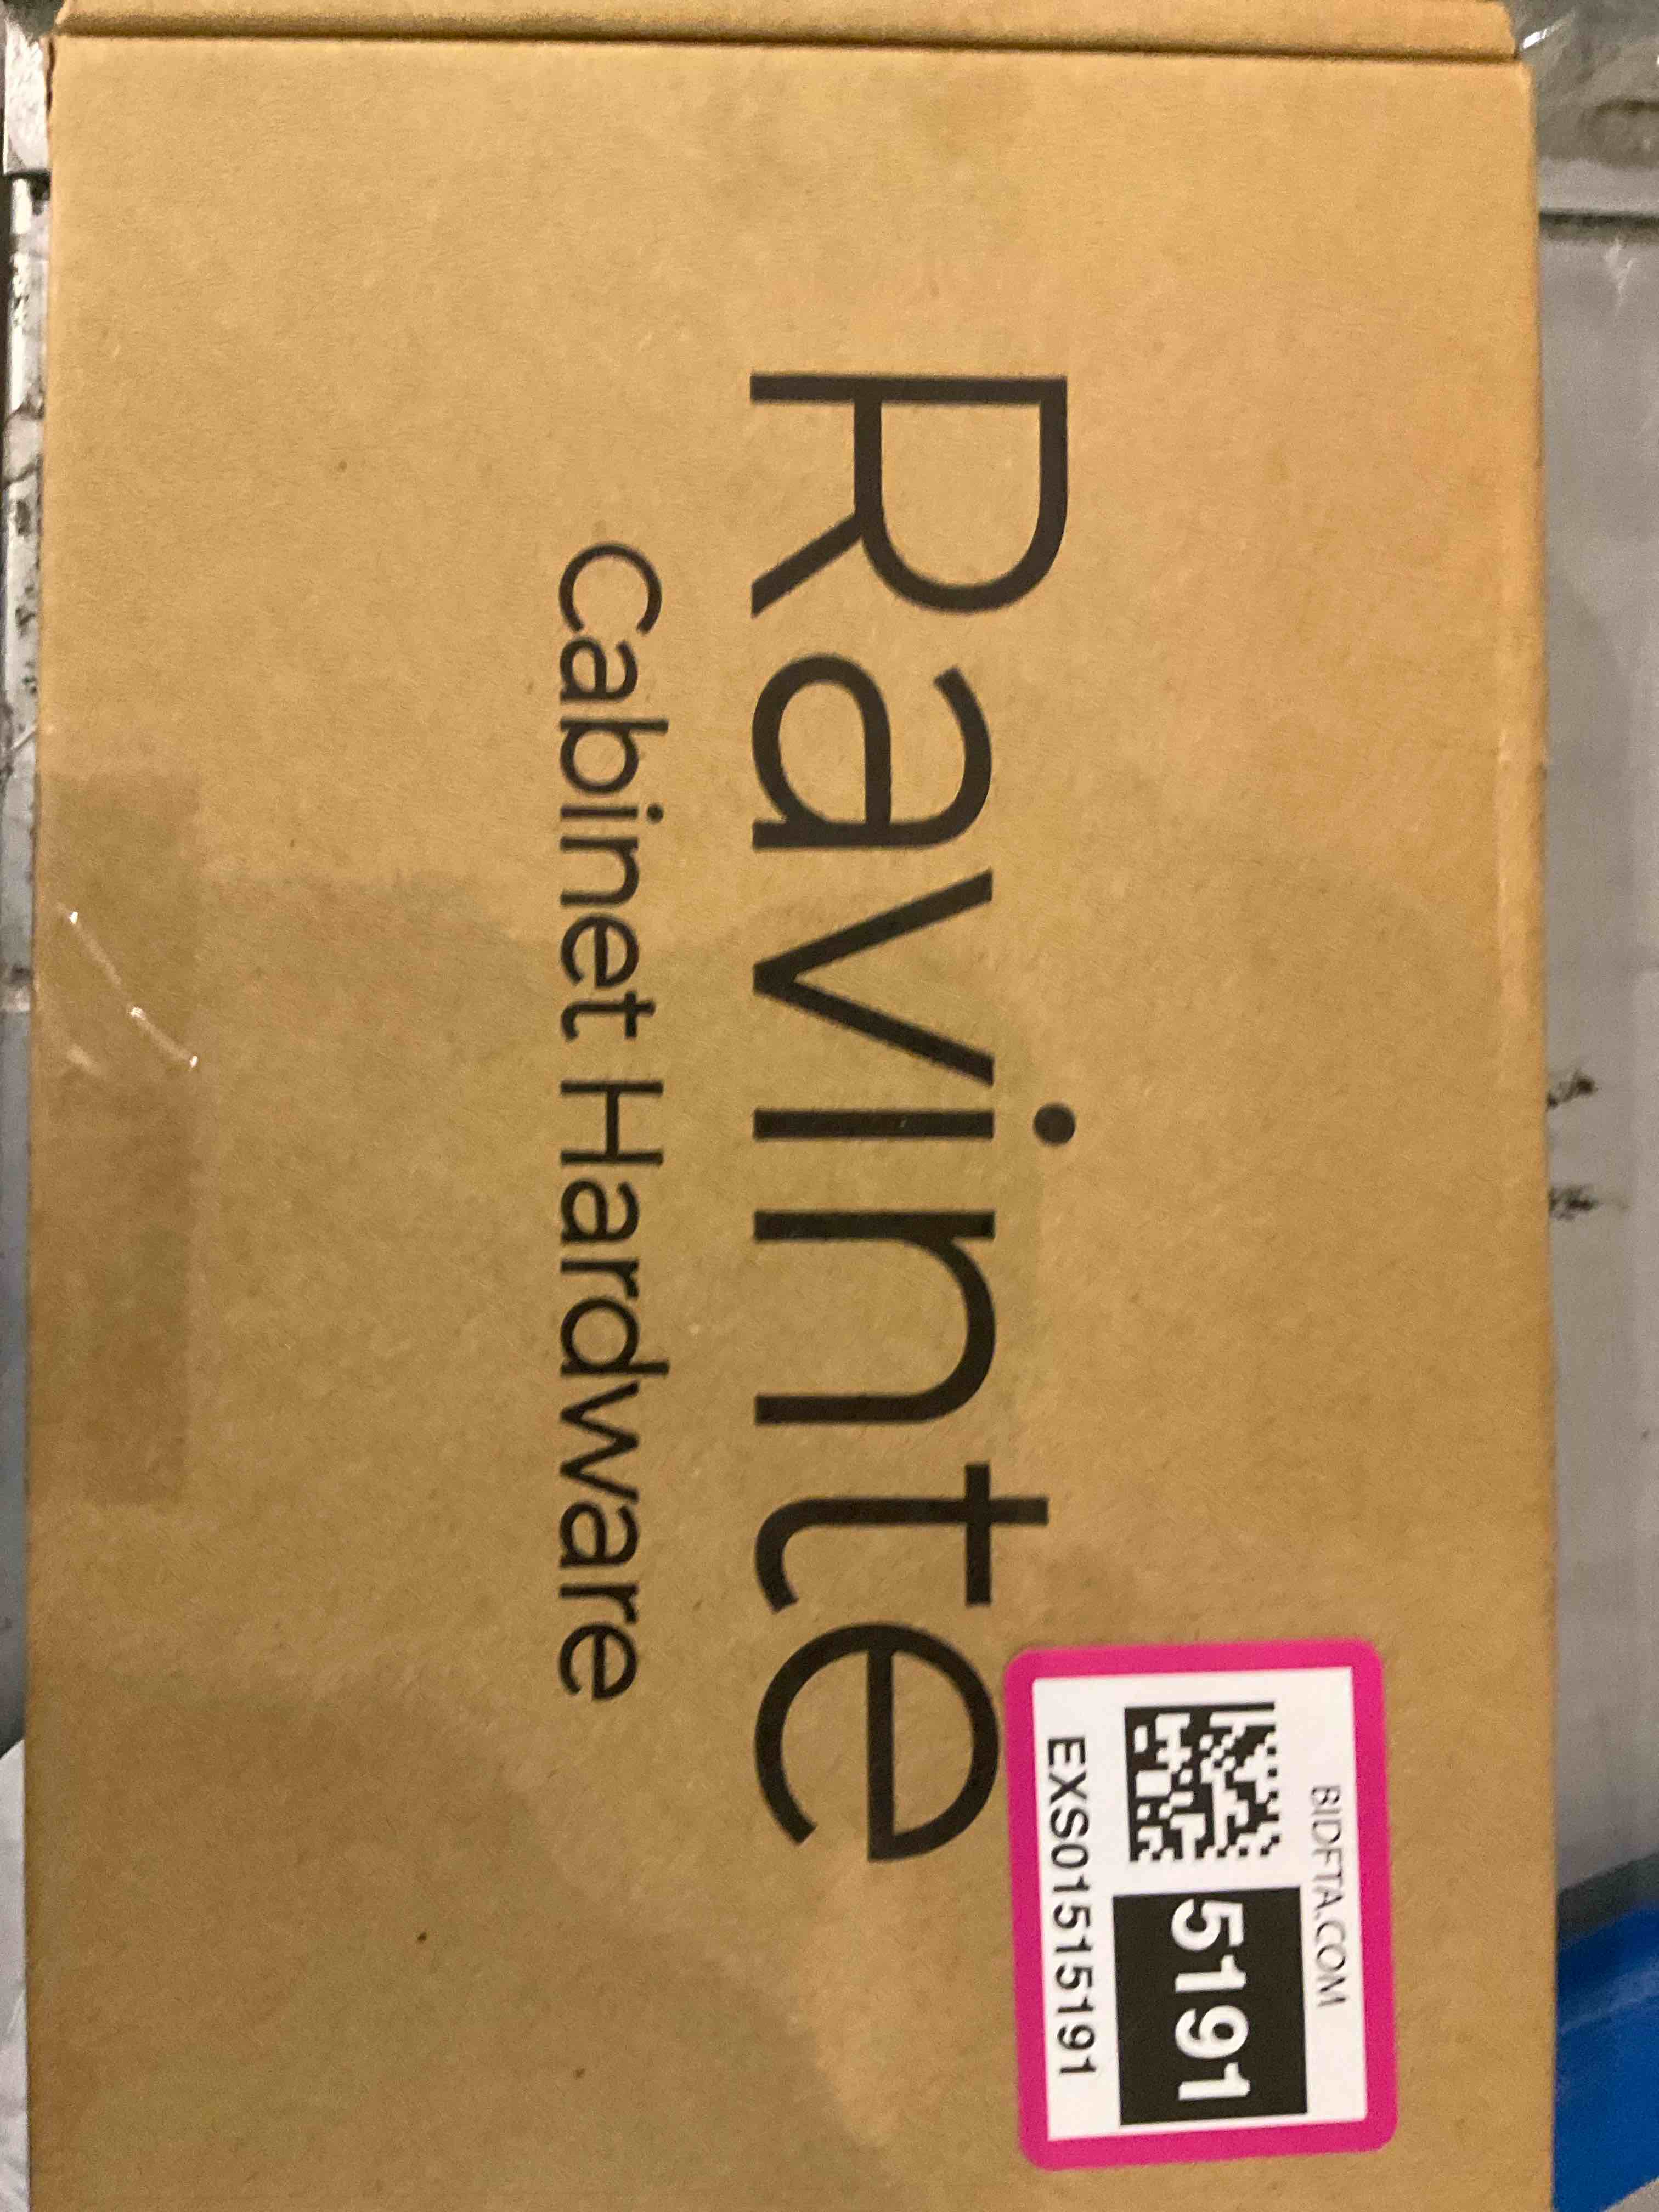 Ravinte
Cabinet Hardware
BIDFTA.COM
5191
EXS01515191